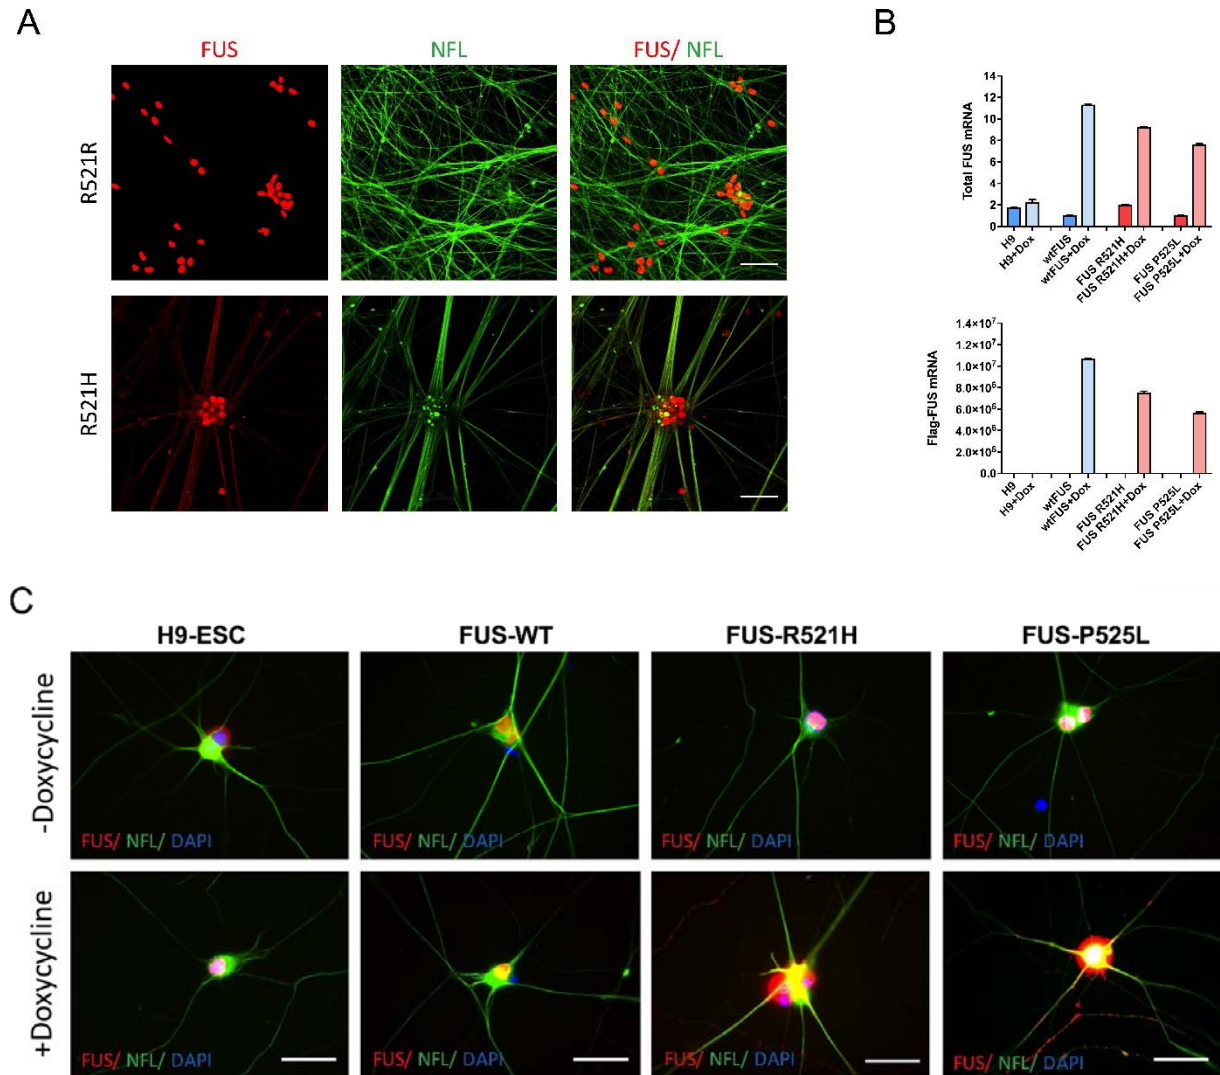 A
B
FUS
NFL
FUS/ NFL
R521R
R521H
14
12
10
8
6
4
2
0
Total FUS mRNA
H9
H9+Dox
wtFUS
wtFUS+Dox
FUS R521H
FUS R521H+Dox
FUS P525L
FUS P525L+Dox
1.4×10⁷
1.2×10⁷
1.0×10⁷
8.0×10⁶
6.0×10⁶
4.0×10⁶
2.0×10⁶
0.0
Flag-FUS mRNA
H9
H9+Dox
wtFUS
wtFUS+Dox
FUS R521H
FUS R521H+Dox
FUS P525L
FUS P525L+Dox
C
H9-ESC
FUS-WT
FUS-R521H
FUS-P525L
-Doxycycline
FUS/ NFL/ DAPI
FUS/ NFL/ DAPI
FUS/ NFL/ DAPI
FUS/ NFL/ DAPI
+Doxycycline
FUS/ NFL/ DAPI
FUS/ NFL/ DAPI
FUS/ NFL/ DAPI
FUS/ NFL/ DAPI